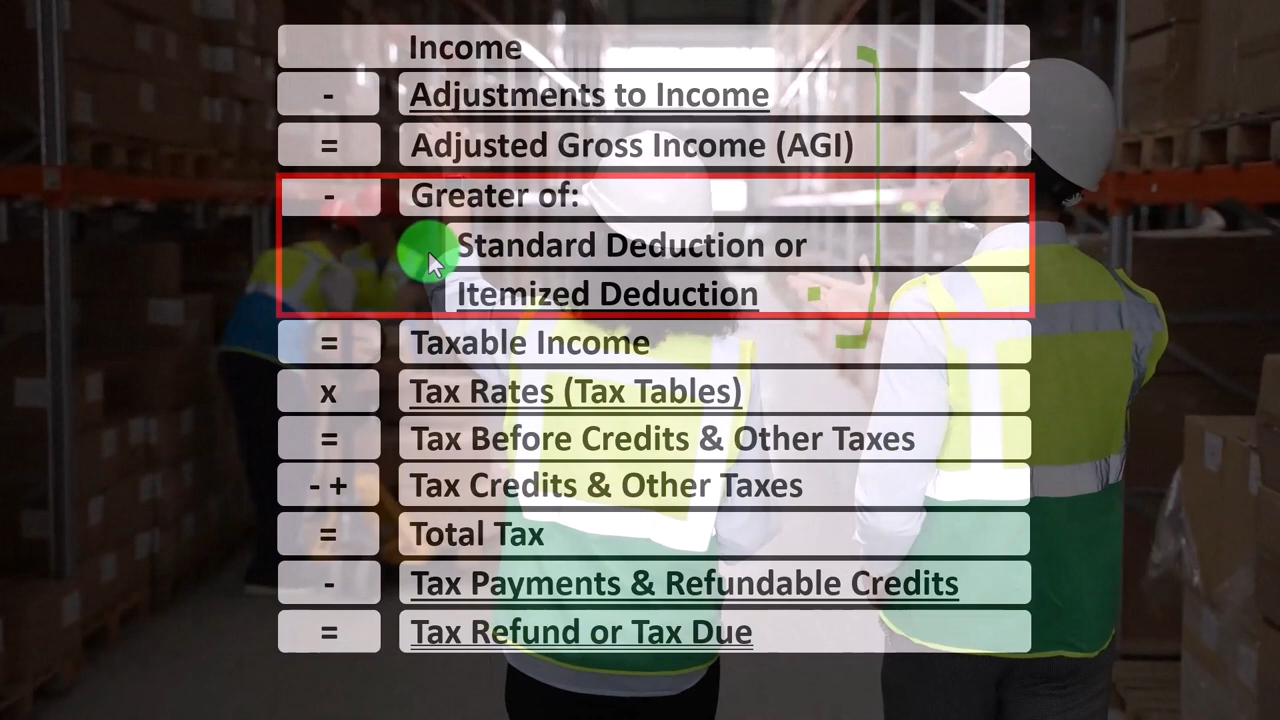 Income
- Adjustments to Income
= Adjusted Gross Income (AGI)
- Greater of:
Standard Deduction or
Itemized Deduction
= Taxable Income
x Tax Rates (Tax Tables)
= Tax Before Credits & Other Taxes
- + Tax Credits & Other Taxes
= Total Tax
- Tax Payments & Refundable Credits
= Tax Refund or Tax Due